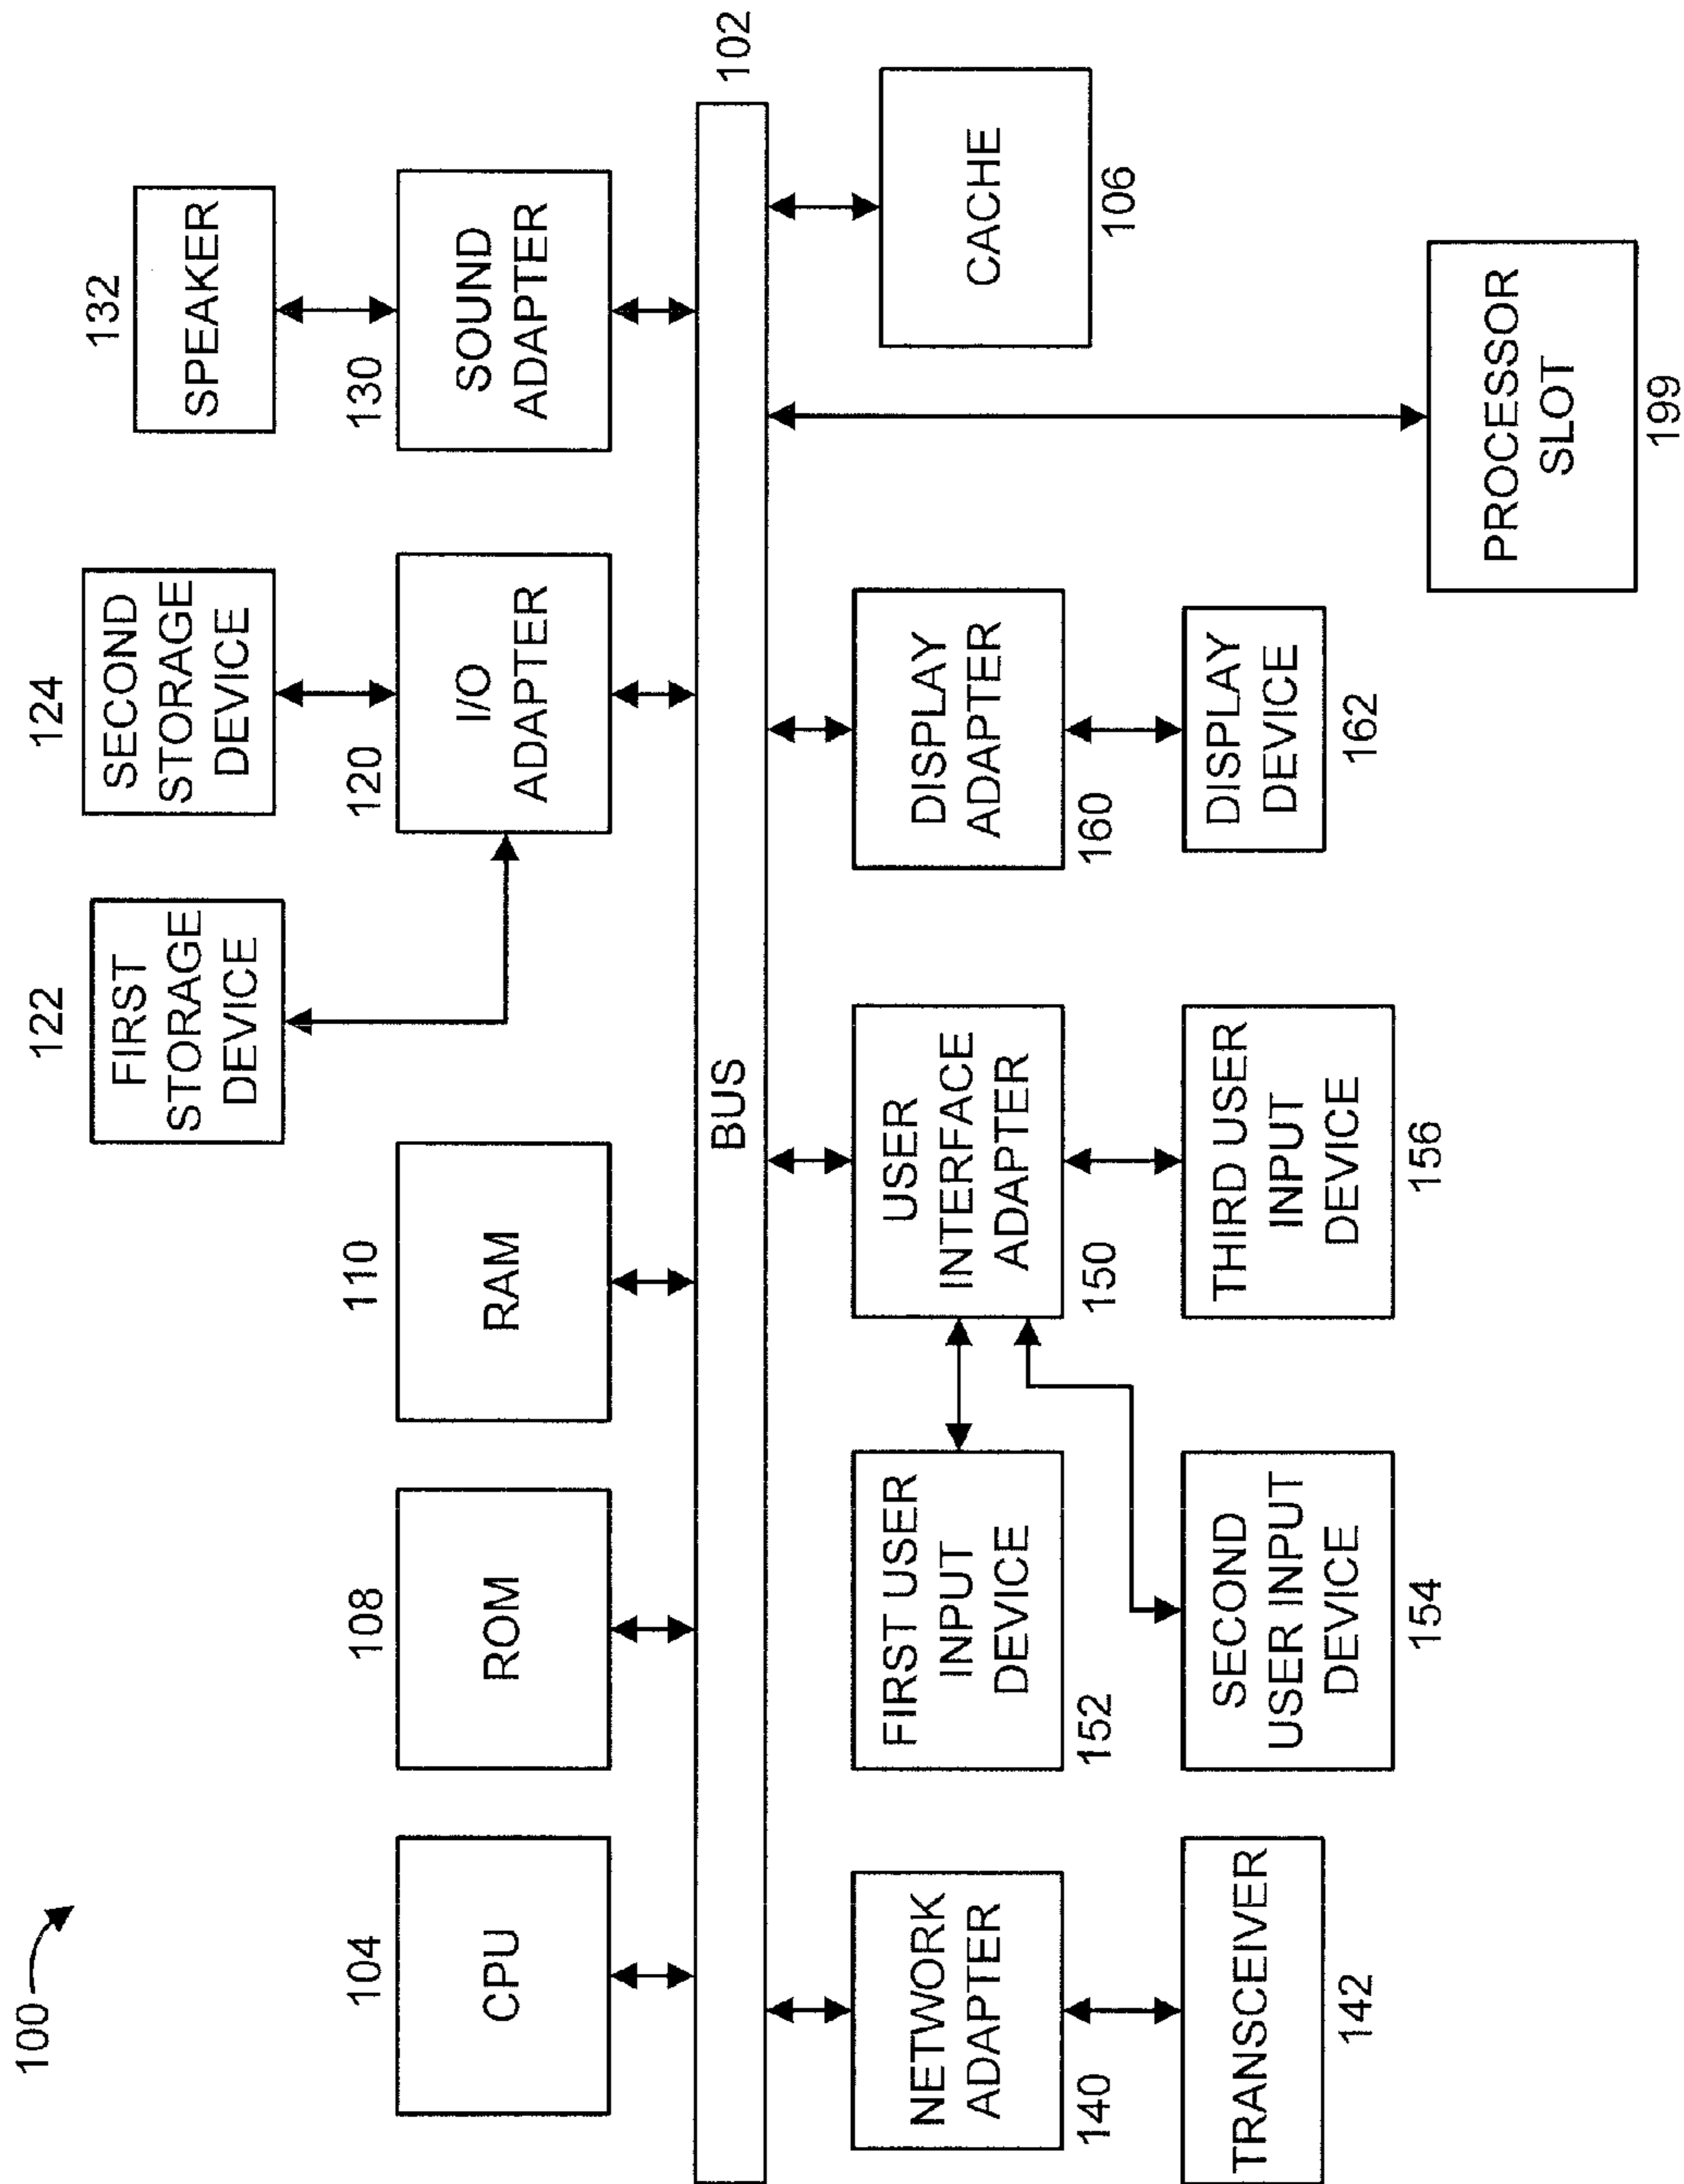 100
104
CPU
108
ROM
110
RAM
122
FIRST
STORAGE
DEVICE
124
SECOND
STORAGE
DEVICE
120
I/O
ADAPTER
132
SPEAKER
130
SOUND
ADAPTER
BUS
102
NETWORK
ADAPTER
140
TRANSCEIVER
142
FIRST USER
INPUT
DEVICE
152
SECOND
USER INPUT
DEVICE
154
USER
INTERFACE
ADAPTER
150
THIRD USER
INPUT
DEVICE
156
DISPLAY
ADAPTER
160
DISPLAY
DEVICE
162
CACHE
106
PROCESSOR
SLOT
199